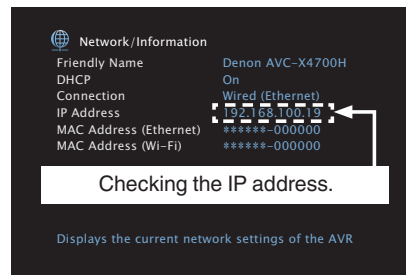 Network/Information
Friendly Name Denon AVC-X4700H
DHCP On
Connection Wired (Ethernet)
IP Address 192.168.100.19
MAC Address (Ethernet) ******-000000
MAC Address (Wi-Fi) ******-000000
Checking the IP address.
Displays the current network settings of the AVR